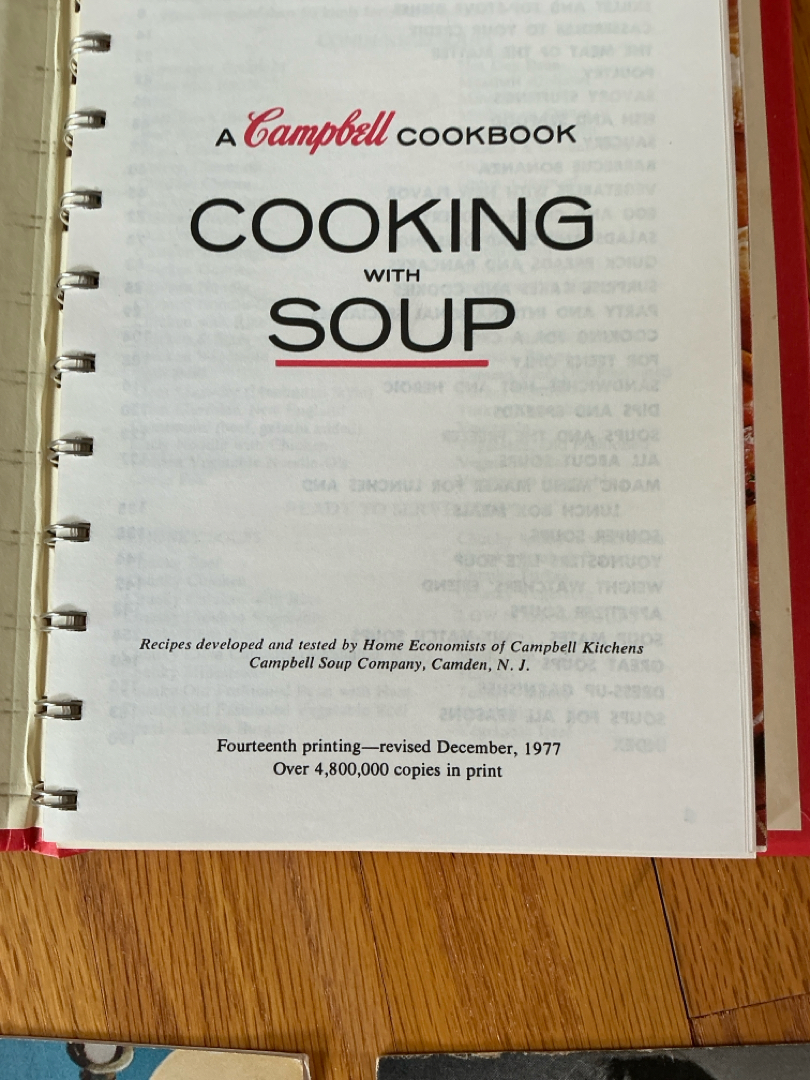 A Campbell COOKBOOK
COOKING
WITH
SOUP
Recipes developed and tested by Home Economists of Campbell Kitchens
Campbell Soup Company, Camden, N. J.
Fourteenth printing—revised December, 1977
Over 4,800,000 copies in print